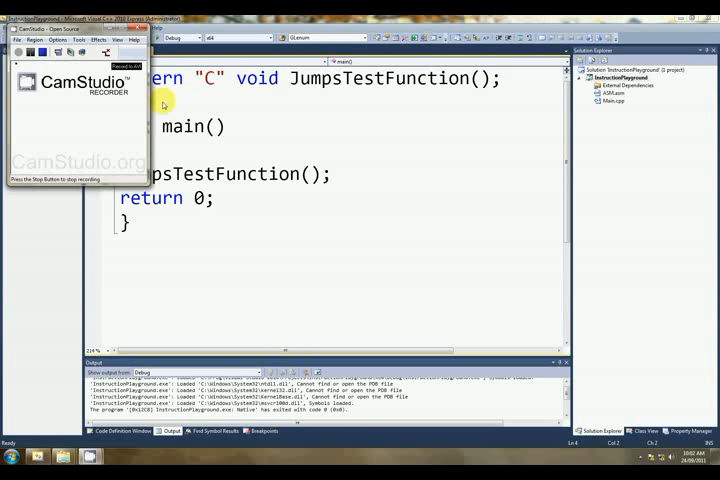 InstructionPlayground - Microsoft Visual C++ 2010 Express (Administrator)
CamStudio - Open Source
File Region Options Tools Effects View Help
Record to AVI
CamStudio™
RECORDER
CamStudio.org
Press the Stop Button to stop recording
Debug x64 GLenum
main()
ern "C" void JumpsTestFunction();
main()
psTestFunction();
return 0;
}
214 %
Solution Explorer
Solution 'InstructionPlayground' (1 project)
InstructionPlayground
External Dependencies
ASM.asm
Main.cpp
Output
Show output from: Debug
'InstructionPlayground.exe': Loaded 'C:\Windows\System32\ntdll.dll', Cannot find or open the PDB file
'InstructionPlayground.exe': Loaded 'C:\Windows\System32\kernel32.dll', Cannot find or open the PDB file
'InstructionPlayground.exe': Loaded 'C:\Windows\System32\KernelBase.dll', Cannot find or open the PDB file
'InstructionPlayground.exe': Loaded 'C:\Windows\System32\msvcr100d.dll', Symbols loaded.
The program '[0x12C8] InstructionPlayground.exe: Native' has exited with code 0 (0x0).
Code Definition Window Output Find Symbol Results Breakpoints
Solution Explorer Class View Property Manager
Ln 4 Col 2 Ch 2 INS
10:02 AM
24/09/2011